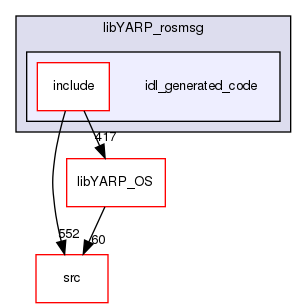 libYARP_rosmsg
include
idl_generated_code
417
libYARP_OS
552
60
src